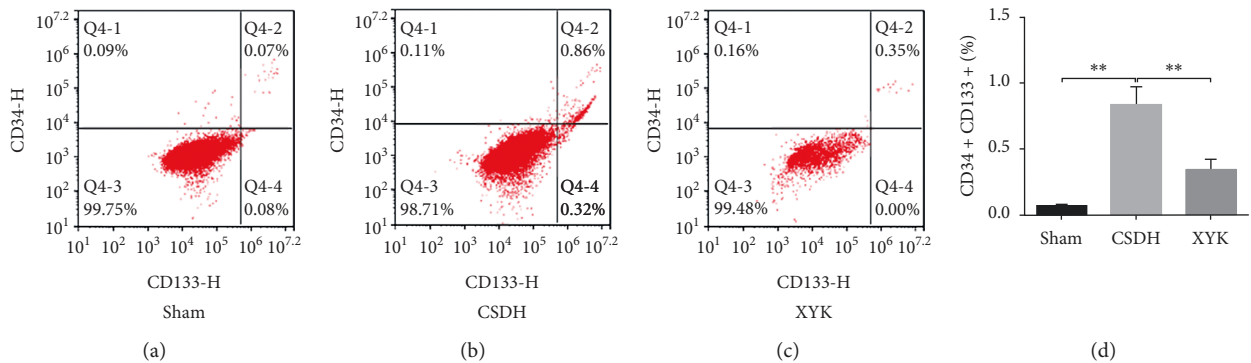 CD34-H
10^7.2
10^6
10^5
10^4
10^3
10^2
10^1
Q4-1
0.09%
Q4-2
0.07%
Q4-3
99.75%
Q4-4
0.08%
10^1 10^2 10^3 10^4 10^5 10^6 10^7.2
CD133-H
Sham
(a)
CD34-H
10^7.2
10^6
10^5
10^4
10^3
10^2
10^1
Q4-1
0.11%
Q4-2
0.86%
Q4-3
98.71%
Q4-4
0.32%
10^1 10^2 10^3 10^4 10^5 10^6 10^7.2
CD133-H
CSDH
(b)
CD34-H
10^7.2
10^6
10^5
10^4
10^3
10^2
10^1
Q4-1
0.16%
Q4-2
0.35%
Q4-3
99.48%
Q4-4
0.00%
10^1 10^2 10^3 10^4 10^5 10^6 10^7.2
CD133-H
XYK
(c)
CD34 + CD133 + (%)
1.5
1.0
0.5
0.0
** **
Sham CSDH XYK
(d)